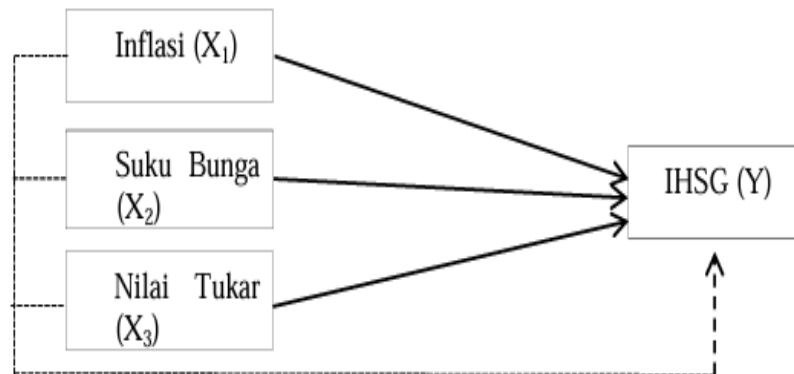 Inflasi (X₁)
Suku Bunga
(X₂)
IHSG (Y)
Nilai Tukar
(X₃)